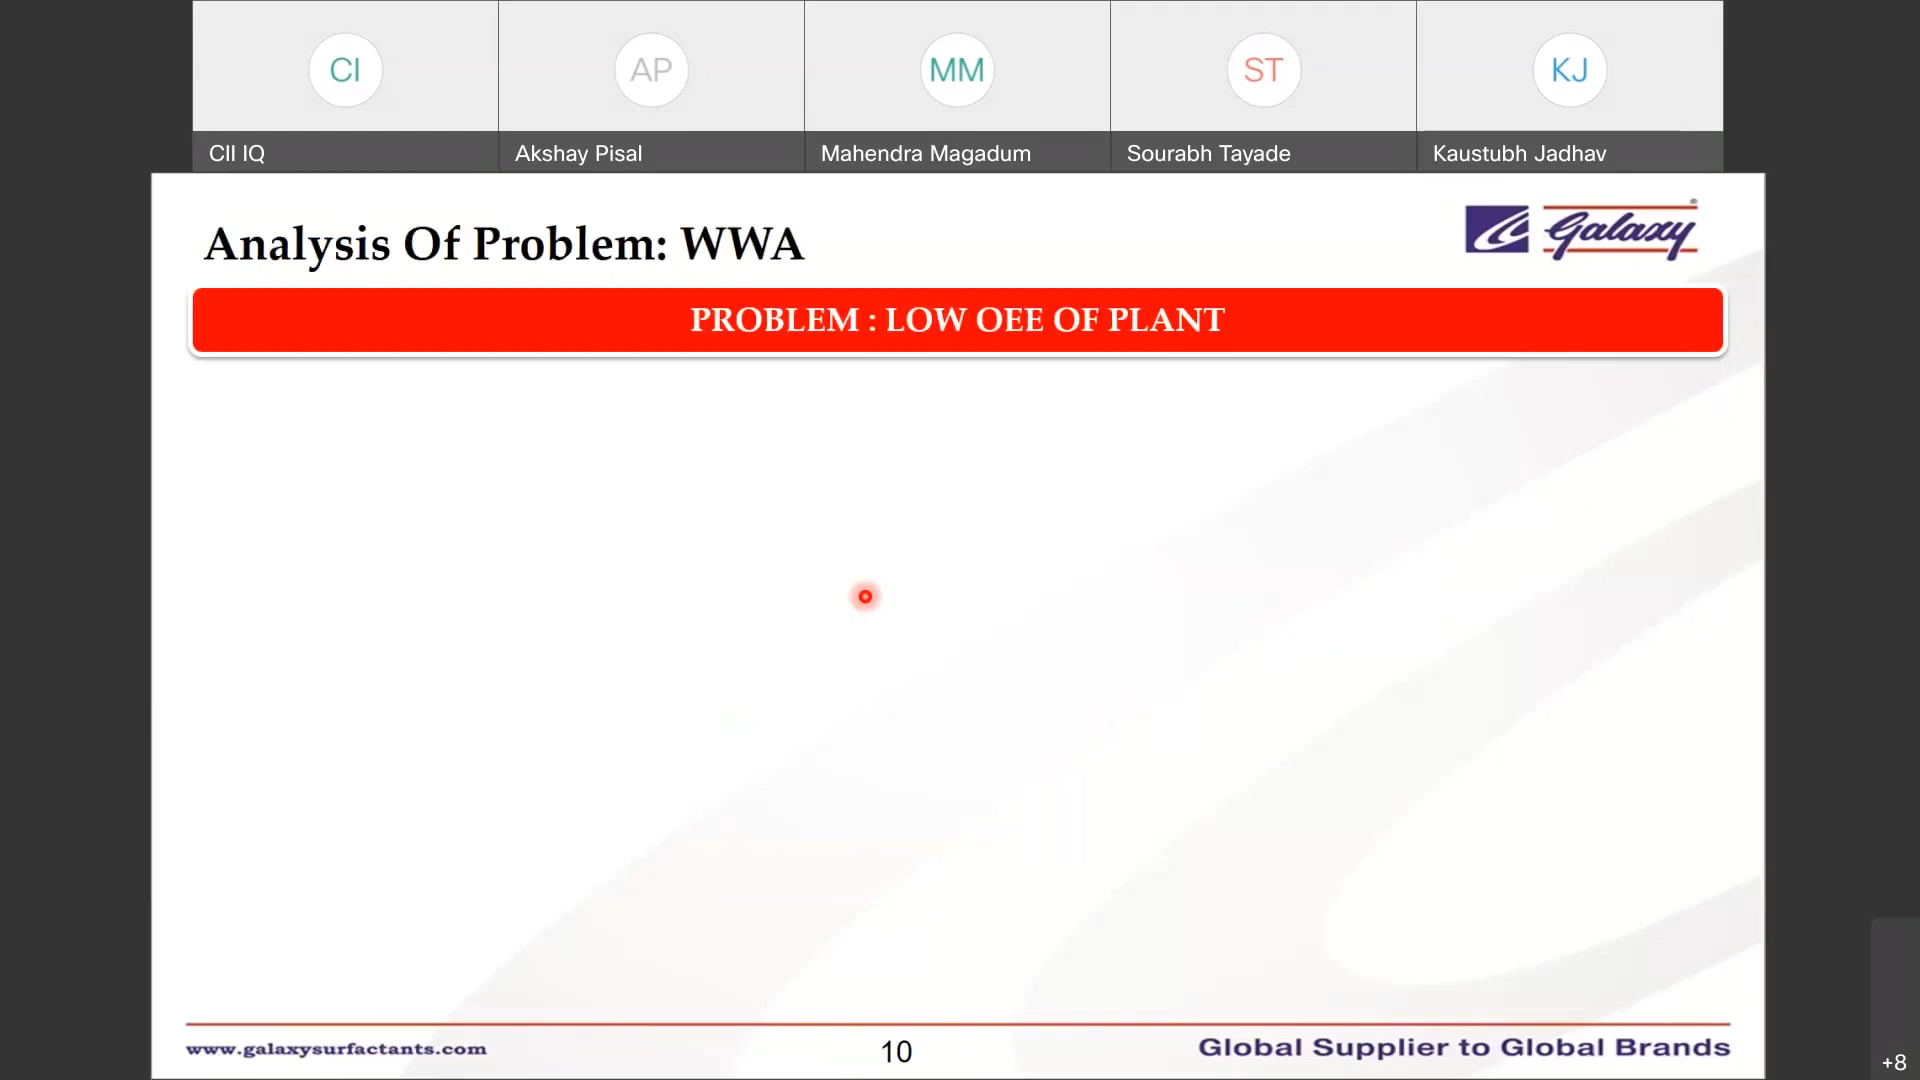 CI
AP
MM
ST
KJ
CII IQ
Akshay Pisal
Mahendra Magadum
Sourabh Tayade
Kaustubh Jadhav
Analysis Of Problem: WWA
Galaxy
PROBLEM : LOW OEE OF PLANT
www.galaxysurfactants.com
10
Global Supplier to Global Brands
+8